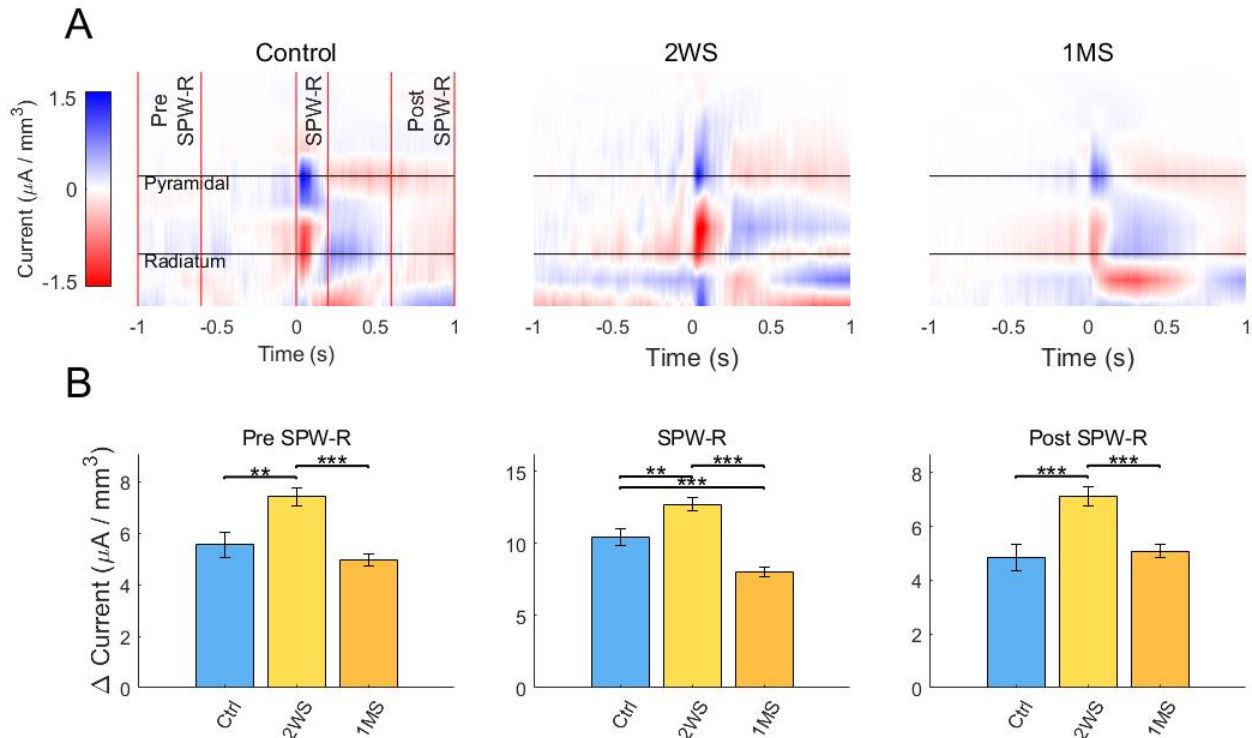 A
Control
2WS
1MS
Current (μA / mm³)
1.5
0
-1.5
Pre
SPW-R
SPW-R
Post
SPW-R
Pyramidal
Radiatum
-1
-0.5
0
0.5
1
Time (s)
-1
-0.5
0
0.5
1
Time (s)
-1
-0.5
0
0.5
1
Time (s)
B
Pre SPW-R
SPW-R
Post SPW-R
Δ Current (μA / mm³)
8
6
4
2
0
**
***
Ctrl
2WS
1MS
15
10
5
0
**
***
***
Ctrl
2WS
1MS
8
6
4
2
0
***
***
Ctrl
2WS
1MS